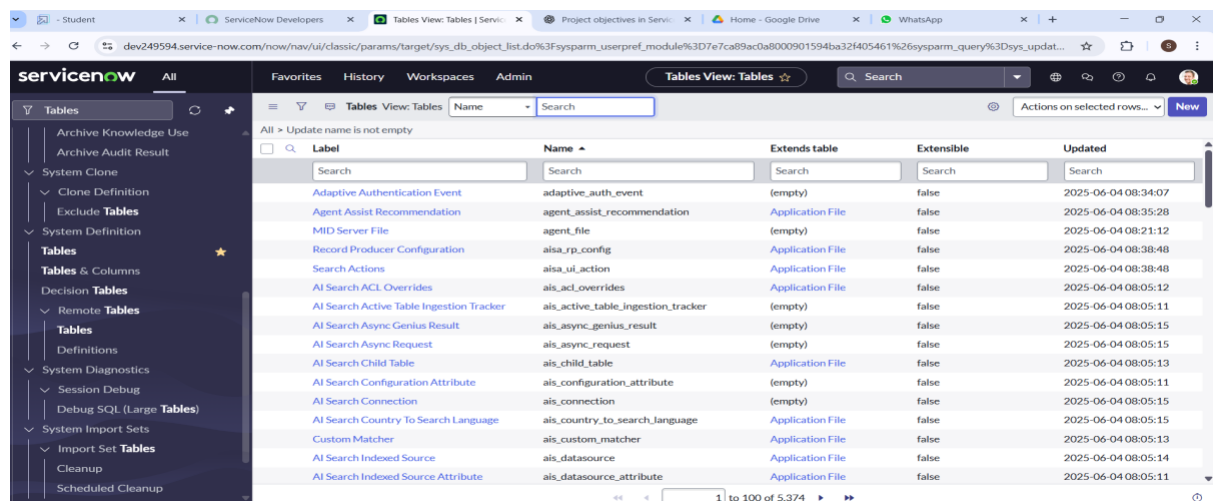 - Student
ServiceNow Developers
Tables View: Tables | Servic
Project objectives in Servic
Home - Google Drive
WhatsApp
dev249594.service-now.com/now/nav/ui/classic/params/target/sys_db_object_list.do%3Fsysparm_userpref_module%3D7e7ca89ac0a8000901594ba32f405461%26sysparm_query%3Dsys_updat...
S
servicenow All Favorites History Workspaces Admin Tables View: Tables Search
Tables
Archive Knowledge Use
Archive Audit Result
System Clone
Clone Definition
Exclude Tables
System Definition
Tables
Tables & Columns
Decision Tables
Remote Tables
Tables
Definitions
System Diagnostics
Session Debug
Debug SQL (Large Tables)
System Import Sets
Import Set Tables
Cleanup
Scheduled Cleanup
Tables View: Tables Name Search Actions on selected rows... New
All > Update name is not empty
Label Name Extends table Extensible Updated
Search Search Search Search Search
Adaptive Authentication Event adaptive_auth_event (empty) false 2025-06-04 08:34:07
Agent Assist Recommendation agent_assist_recommendation Application File false 2025-06-04 08:35:28
MID Server File agent_file (empty) false 2025-06-04 08:21:12
Record Producer Configuration aisa_rp_config Application File false 2025-06-04 08:38:48
Search Actions aisa_ui_action Application File false 2025-06-04 08:38:48
AI Search ACL Overrides ais_acl_overrides Application File false 2025-06-04 08:05:12
AI Search Active Table Ingestion Tracker ais_active_table_ingestion_tracker (empty) false 2025-06-04 08:05:11
AI Search Async Genius Result ais_async_genius_result (empty) false 2025-06-04 08:05:15
AI Search Async Request ais_async_request (empty) false 2025-06-04 08:05:15
AI Search Child Table ais_child_table Application File false 2025-06-04 08:05:13
AI Search Configuration Attribute ais_configuration_attribute (empty) false 2025-06-04 08:05:11
AI Search Connection ais_connection (empty) false 2025-06-04 08:05:15
AI Search Country To Search Language ais_country_to_search_language Application File false 2025-06-04 08:05:15
Custom Matcher ais_custom_matcher Application File false 2025-06-04 08:05:13
AI Search Indexed Source ais_datasource Application File false 2025-06-04 08:05:14
AI Search Indexed Source Attribute ais_datasource_attribute Application File false 2025-06-04 08:05:11
1 to 100 of 5,374